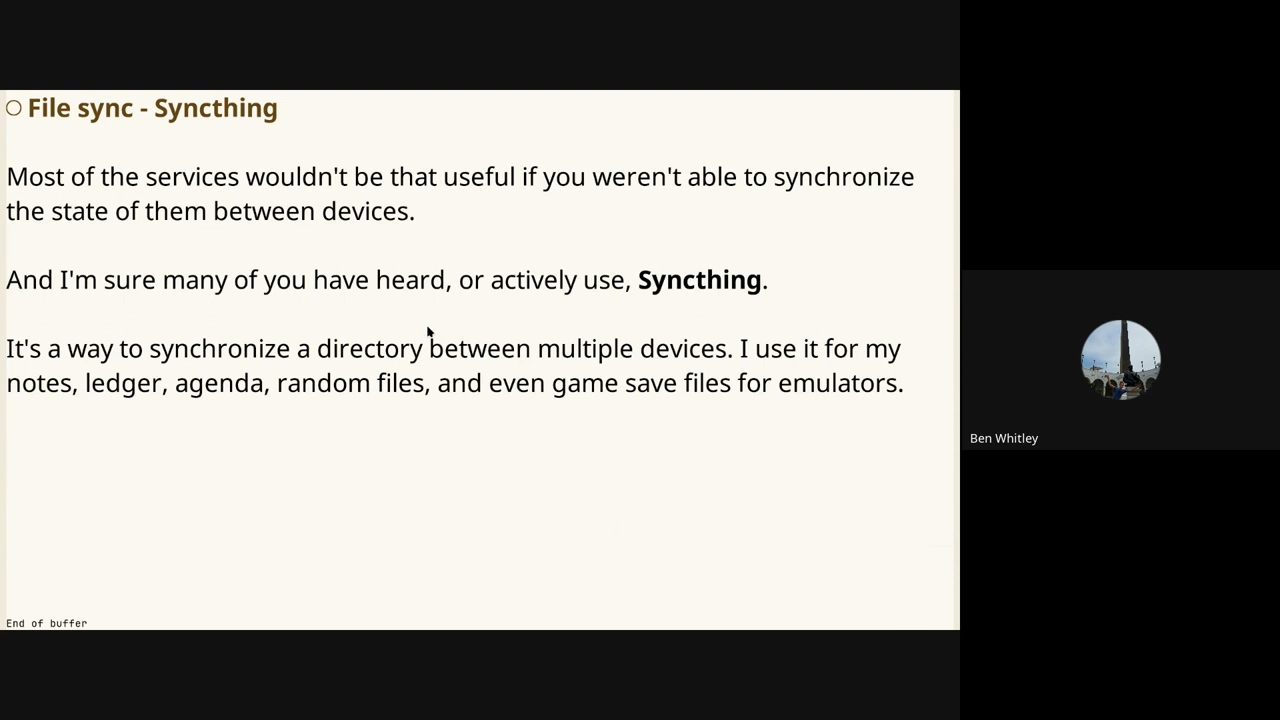 File sync - Syncthing
Most of the services wouldn't be that useful if you weren't able to synchronize
the state of them between devices.
And I'm sure many of you have heard, or actively use, Syncthing.
It's a way to synchronize a directory between multiple devices. I use it for my
notes, ledger, agenda, random files, and even game save files for emulators.
End of buffer
Ben Whitley